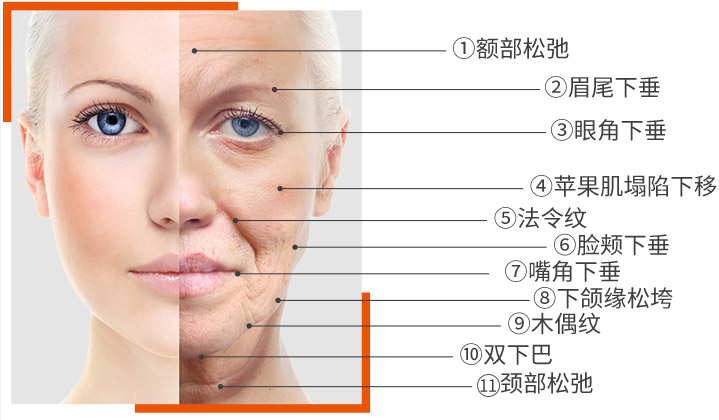 ①额部松弛
②眉尾下垂
③眼角下垂
④苹果肌塌陷下移
⑤法令纹
⑥脸颊下垂
⑦嘴角下垂
⑧下颌缘松垮
⑨木偶纹
⑩双下巴
⑪颈部松弛